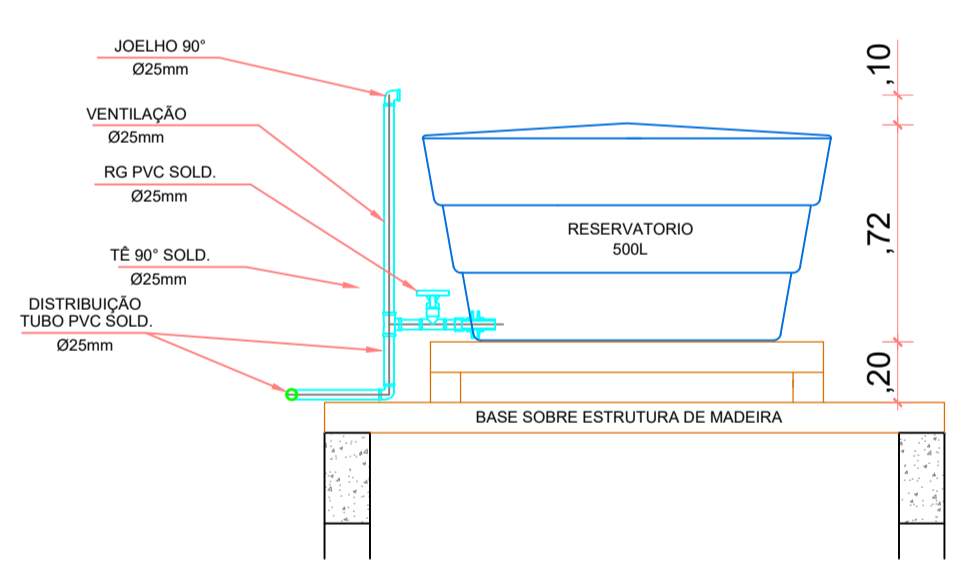 JOELHO 90°
Ø25mm
VENTILAÇÃO
Ø25mm
RG PVC SOLD.
Ø25mm
TÊ 90° SOLD.
Ø25mm
DISTRIBUIÇÃO
TUBO PVC SOLD.
Ø25mm
RESERVATORIO
500L
BASE SOBRE ESTRUTURA DE MADEIRA
,10
,72
,20